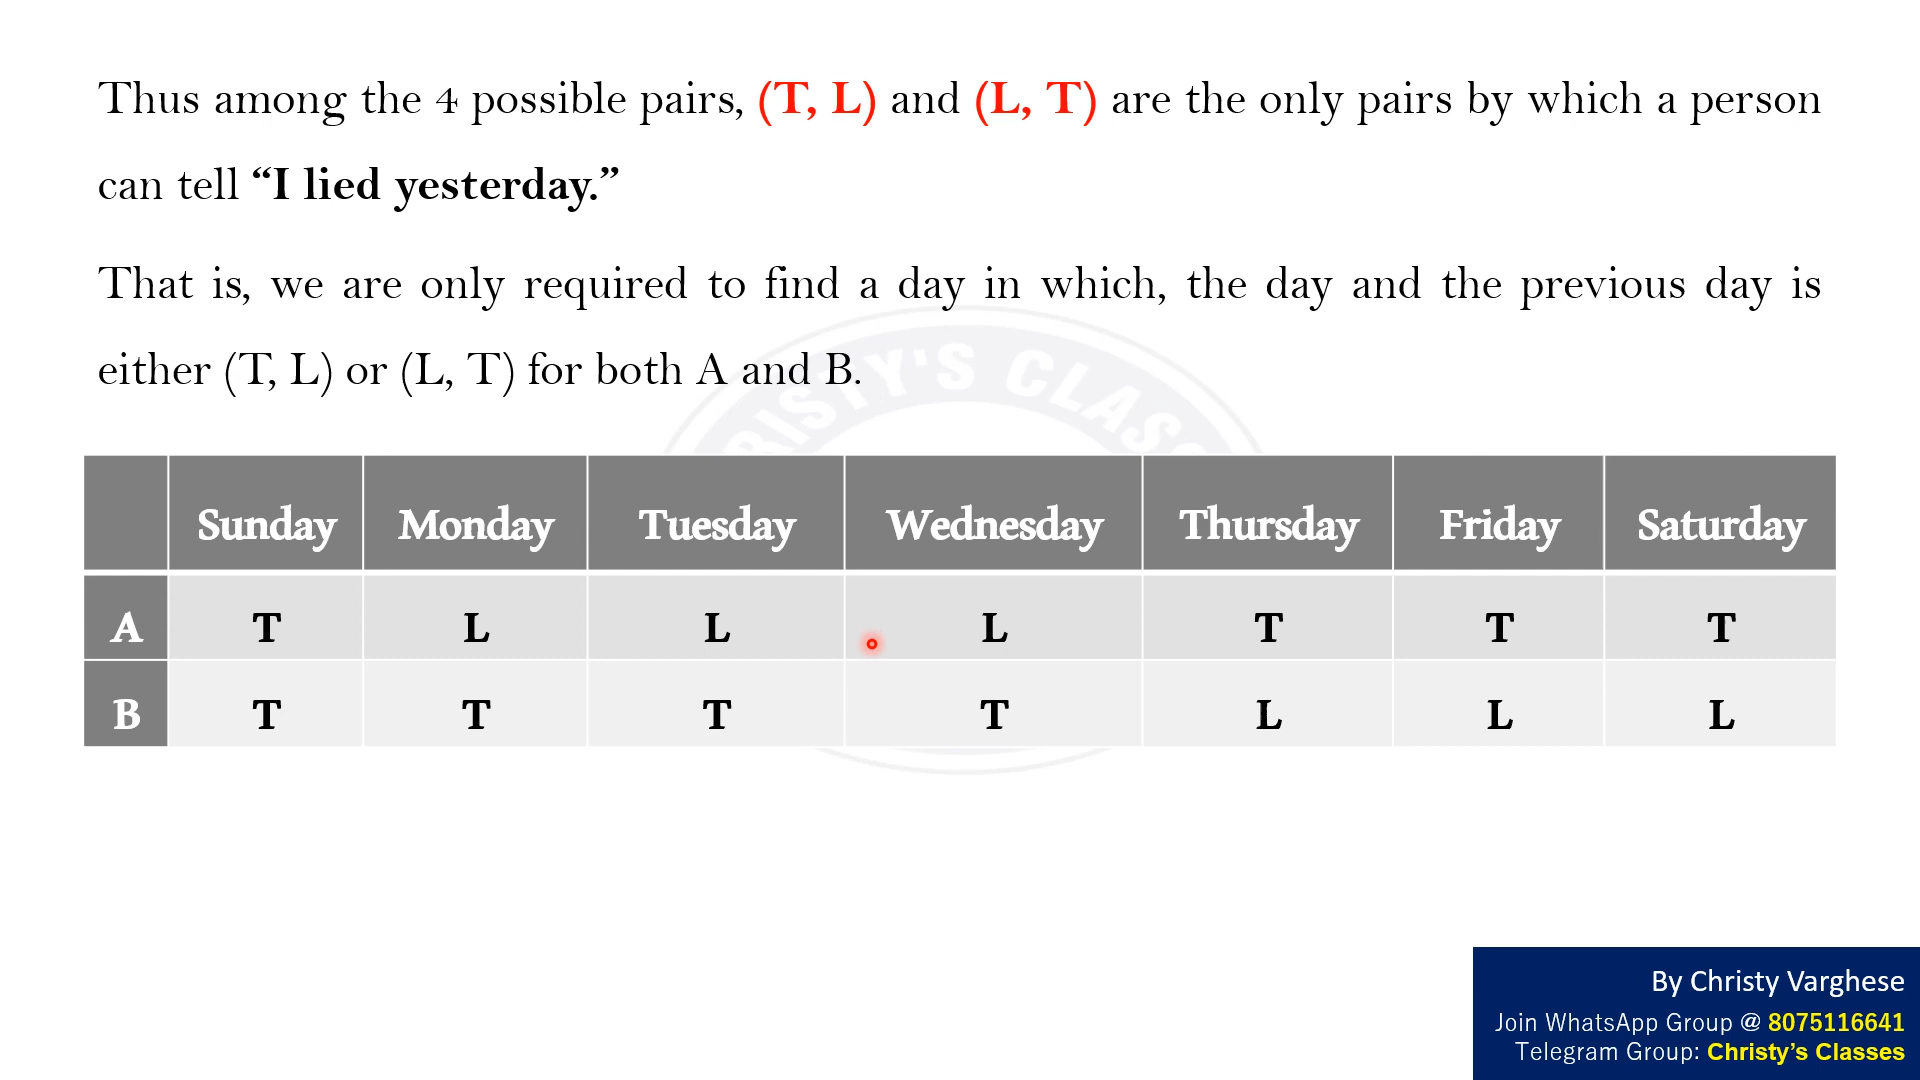 Thus among the 4 possible pairs, (T, L) and (L, T) are the only pairs by which a person
can tell “I lied yesterday.”
That is, we are only required to find a day in which, the day and the previous day is
either (T, L) or (L, T) for both A and B.
RISTY'S CLASS
Sunday Monday Tuesday Wednesday Thursday Friday Saturday
A T L L L T T T
B T T T T L L L
By Christy Varghese
Join WhatsApp Group @ 8075116641
Telegram Group: Christy’s Classes